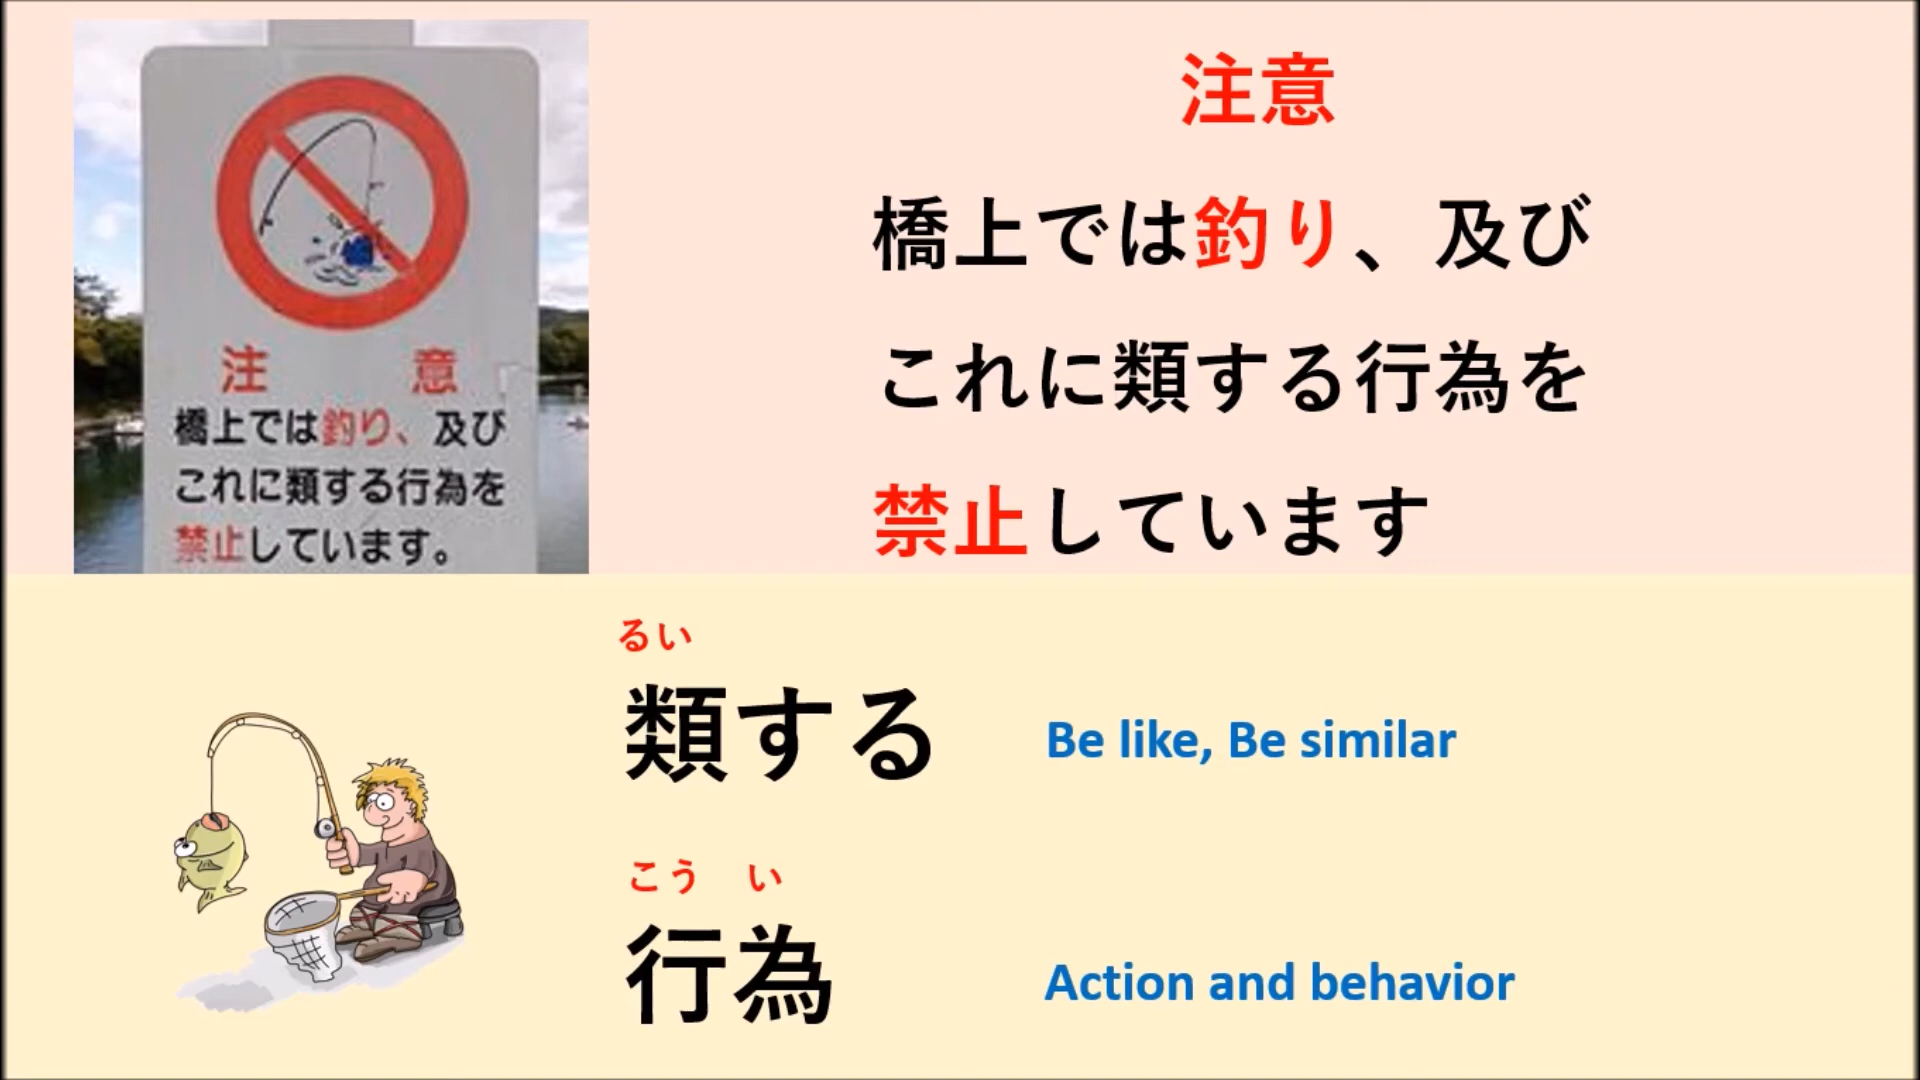 注意
橋上では釣り、及び
これに類する行為を
禁止しています。
注意
橋上では釣り、及び
これに類する行為を
禁止しています
るい
類する
Be like, Be similar
こう い
行為
Action and behavior